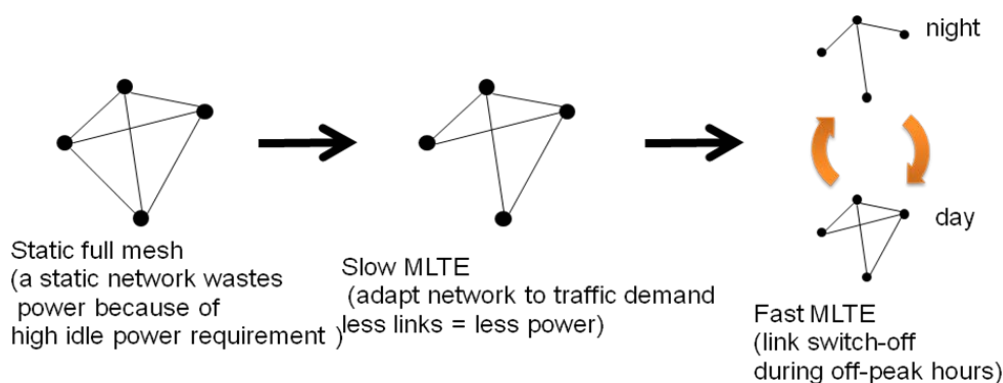 night
day
Static full mesh
(a static network wastes
power because of
high idle power requirement )
Slow MLTE
(adapt network to traffic demand
less links = less power)
Fast MLTE
(link switch-off
during off-peak hours)